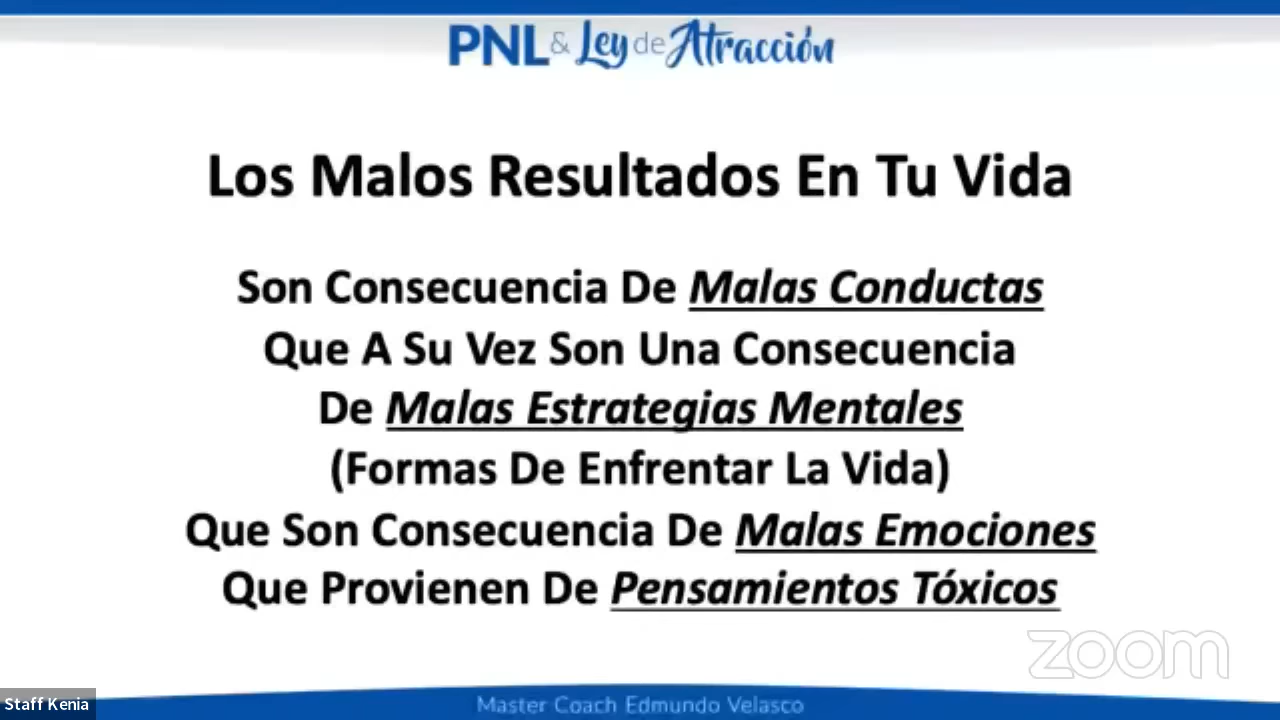 PNL & Ley de Atracción
Los Malos Resultados En Tu Vida
Son Consecuencia De Malas Conductas
Que A Su Vez Son Una Consecuencia
De Malas Estrategias Mentales
(Formas De Enfrentar La Vida)
Que Son Consecuencia De Malas Emociones
Que Provienen De Pensamientos Tóxicos
zoom
Staff Kenia
Master Coach Edmundo Velasco